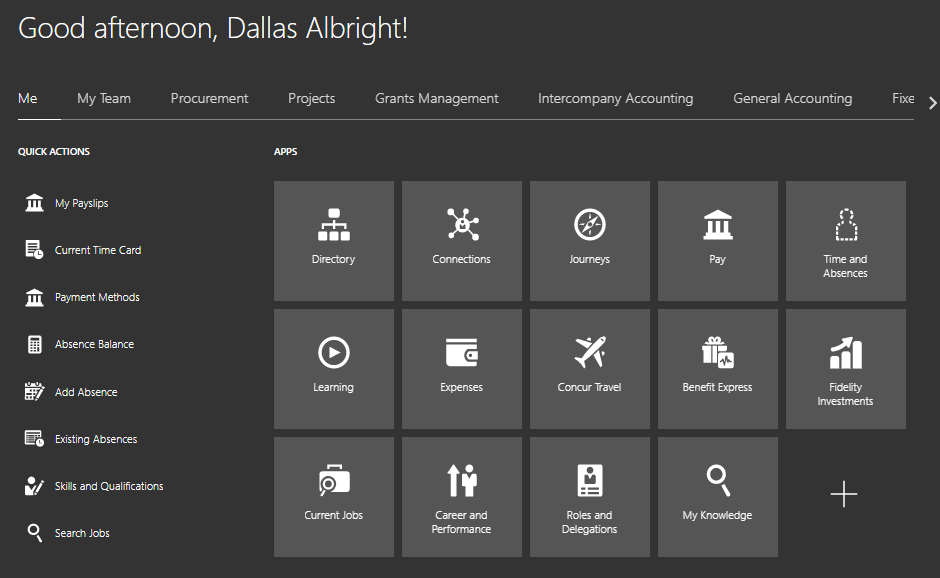 Good afternoon, Dallas Albright!
Me My Team Procurement Projects Grants Management Intercompany Accounting General Accounting Fixe
QUICK ACTIONS
My Payslips
Current Time Card
Payment Methods
Absence Balance
Add Absence
Existing Absences
Skills and Qualifications
Search Jobs
APPS
Directory
Connections
Journeys
Pay
Time and
Absences
Learning
Expenses
Concur Travel
Benefit Express
Fidelity
Investments
Current Jobs
Career and
Performance
Roles and
Delegations
My Knowledge